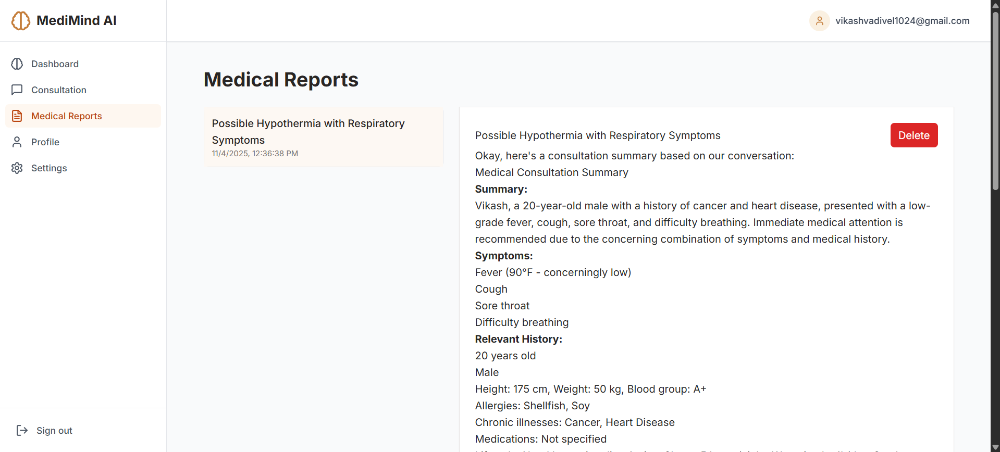 MediMind AI
vikashvadivel1024@gmail.com
Dashboard
Consultation
Medical Reports
Profile
Settings
Sign out
Medical Reports
Possible Hypothermia with Respiratory
Symptoms
11/4/2025, 12:36:38 PM
Possible Hypothermia with Respiratory Symptoms
Delete
Okay, here's a consultation summary based on our conversation:
Medical Consultation Summary
Summary:
Vikash, a 20-year-old male with a history of cancer and heart disease, presented with a low-
grade fever, cough, sore throat, and difficulty breathing. Immediate medical attention is
recommended due to the concerning combination of symptoms and medical history.
Symptoms:
Fever (90°F - concerningly low)
Cough
Sore throat
Difficulty breathing
Relevant History:
20 years old
Male
Height: 175 cm, Weight: 50 kg, Blood group: A+
Allergies: Shellfish, Soy
Chronic illnesses: Cancer, Heart Disease
Medications: Not specified